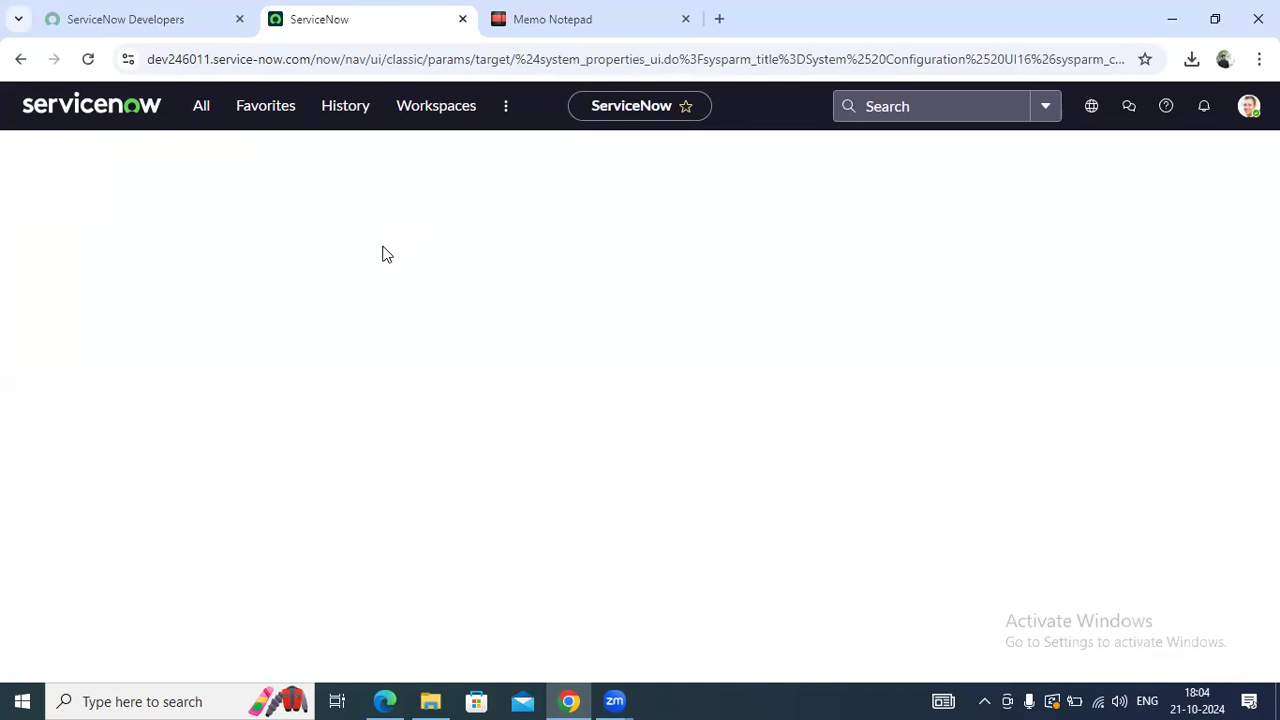 ServiceNow Developers
ServiceNow
Memo Notepad
dev246011.service-now.com/now/nav/ui/classic/params/target/%24system_properties_ui.do%3Fsysparm_title%3DSystem%2520Configuration%2520UI16%26sysparm_c...
servicenow
All
Favorites
History
Workspaces
ServiceNow
Search
Activate Windows
Go to Settings to activate Windows.
Type here to search
zm
ENG
18:04
21-10-2024